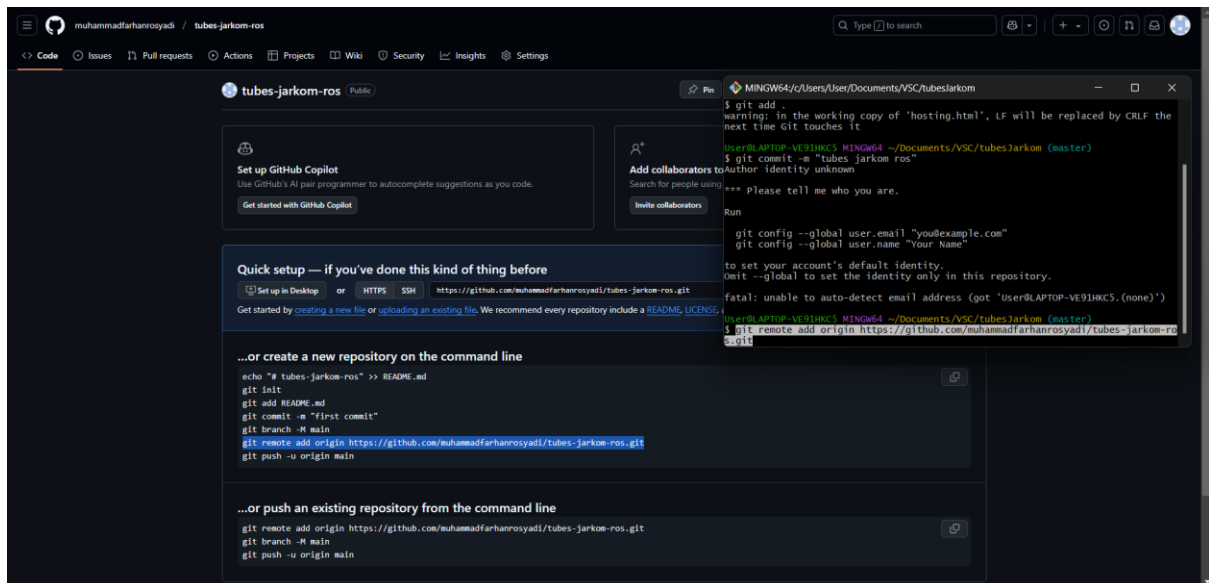 muhammadfarhanrosyadi / tubes-jarkom-ros
Type / to search
Code Issues Pull requests Actions Projects Wiki Security Insights Settings
tubes-jarkom-ros Public
Pin
Set up GitHub Copilot
Use GitHub's AI pair programmer to autocomplete suggestions as you code.
Get started with GitHub Copilot
Add collaborators to
Search for people using
Invite collaborators
Quick setup — if you've done this kind of thing before
Set up in Desktop or HTTPS SSH https://github.com/muhammadfarhanrosyadi/tubes-jarkom-ros.git
Get started by creating a new file or uploading an existing file. We recommend every repository include a README, LICENSE,
...or create a new repository on the command line
echo "# tubes-jarkom-ros" >> README.md
git init
git add README.md
git commit -m "first commit"
git branch -M main
git remote add origin https://github.com/muhammadfarhanrosyadi/tubes-jarkom-ros.git
git push -u origin main
...or push an existing repository from the command line
git remote add origin https://github.com/muhammadfarhanrosyadi/tubes-jarkom-ros.git
git branch -M main
git push -u origin main
MINGW64:/c/Users/User/Documents/VSC/tubesJarkom
$ git add .
warning: in the working copy of 'hosting.html', LF will be replaced by CRLF the
next time Git touches it
User@LAPTOP-VE91HKC5 MINGW64 ~/Documents/VSC/tubesJarkom (master)
$ git commit -m "tubes jarkom ros"
Author identity unknown
*** Please tell me who you are.
Run
git config --global user.email "you@example.com"
git config --global user.name "Your Name"
to set your account's default identity.
Omit --global to set the identity only in this repository.
fatal: unable to auto-detect email address (got 'User@LAPTOP-VE91HKC5.(none)')
User@LAPTOP-VE91HKC5 MINGW64 ~/Documents/VSC/tubesJarkom (master)
$ git remote add origin https://github.com/muhammadfarhanrosyadi/tubes-jarkom-ro
s.git